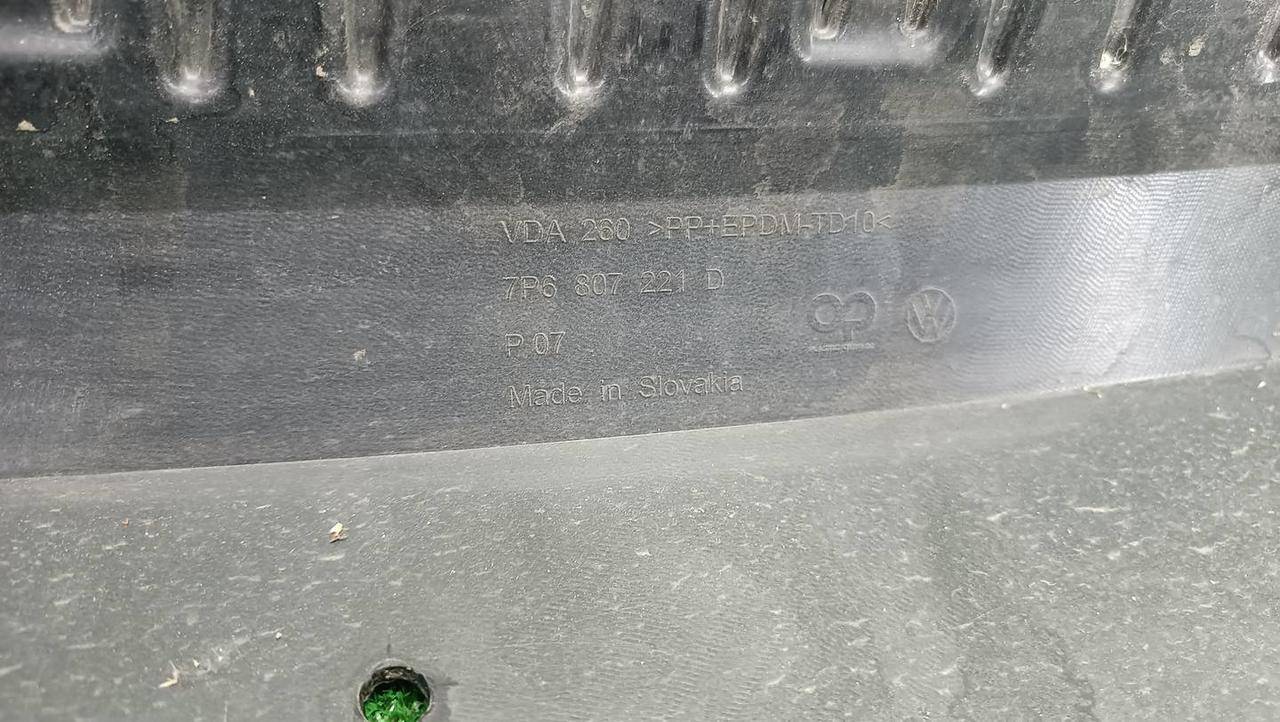 VDA 260 >PP+EPDM-TD10<
7P6 807 221 D
P 07
Made in Slovakia